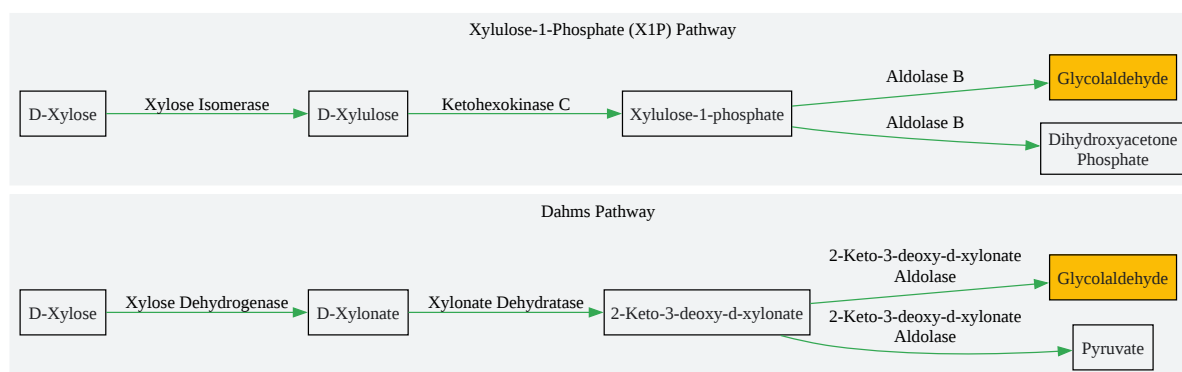 Xylulose-1-Phosphate (X1P) Pathway
D-Xylose
Xylose Isomerase
D-Xylulose
Ketohexokinase C
Xylulose-1-phosphate
Aldolase B
Glycolaldehyde
Aldolase B
Dihydroxyacetone
Phosphate
Dahms Pathway
D-Xylose
Xylose Dehydrogenase
D-Xylonate
Xylonate Dehydratase
2-Keto-3-deoxy-d-xylonate
2-Keto-3-deoxy-d-xylonate
Aldolase
Glycolaldehyde
2-Keto-3-deoxy-d-xylonate
Aldolase
Pyruvate